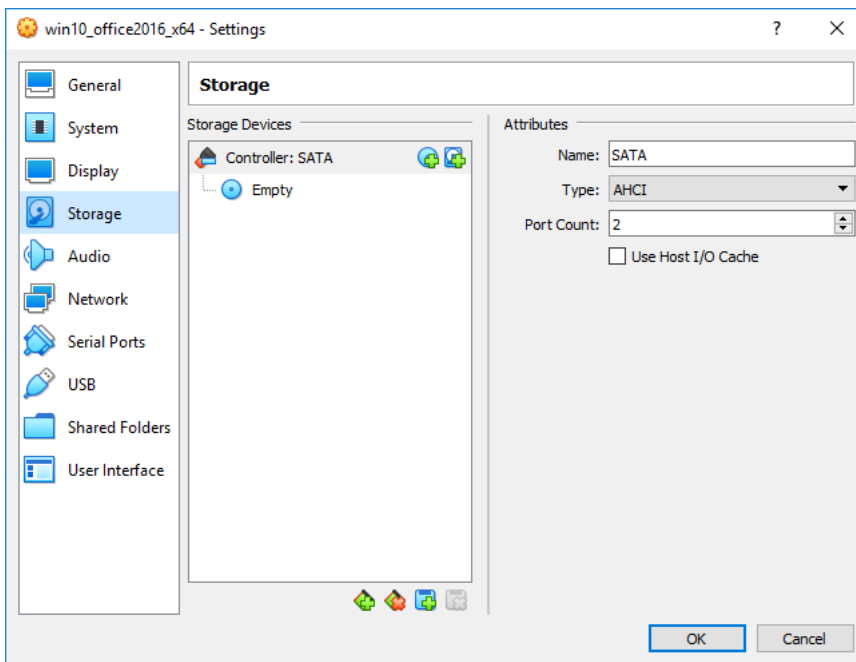 win10_office2016_x64 - Settings
?
General
System
Display
Storage
Audio
Network
Serial Ports
USB
Shared Folders
User Interface
Storage
Storage Devices
Controller: SATA
Empty
Attributes
Name: SATA
Type: AHCI
Port Count: 2
Use Host I/O Cache
OK Cancel